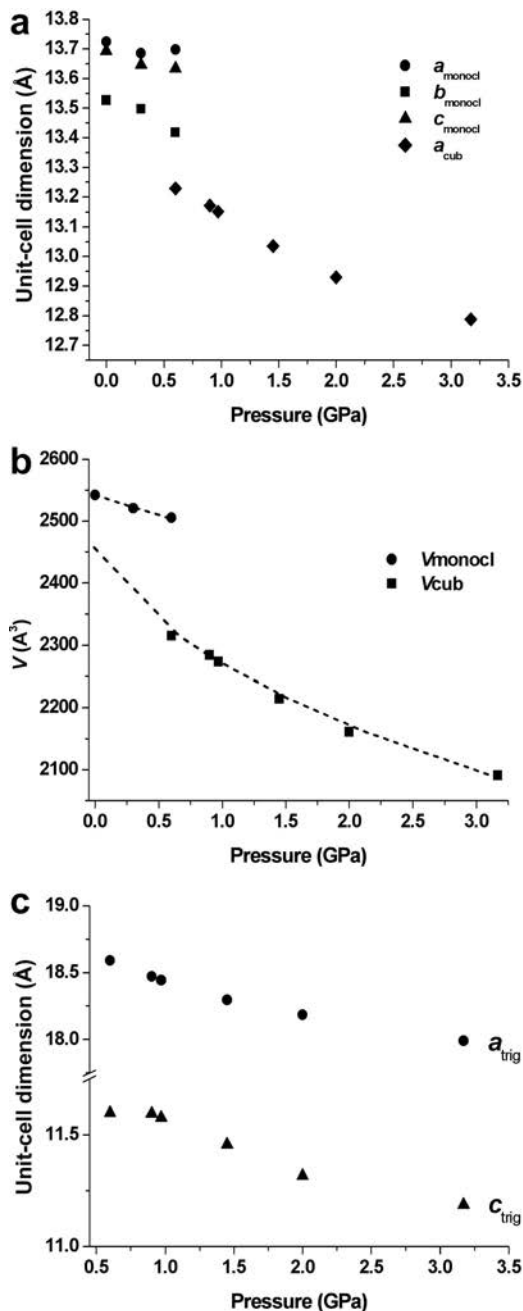 a
13.8
13.7
13.6
13.5
13.4
13.3
13.2
13.1
13.0
12.9
12.8
12.7
Unit-cell dimension (Å)
a monocl
b monocl
c monocl
a cub
0.0 0.5 1.0 1.5 2.0 2.5 3.0 3.5
Pressure (GPa)
b
2600
2500
2400
2300
2200
2100
V (A³)
Vmonocl
Vcub
0.0 0.5 1.0 1.5 2.0 2.5 3.0
Pressure (GPa)
c
19.0
18.5
18.0
11.5
11.0
Unit-cell dimension (Å)
a trig
c trig
0.5 1.0 1.5 2.0 2.5 3.0 3.5
Pressure (GPa)